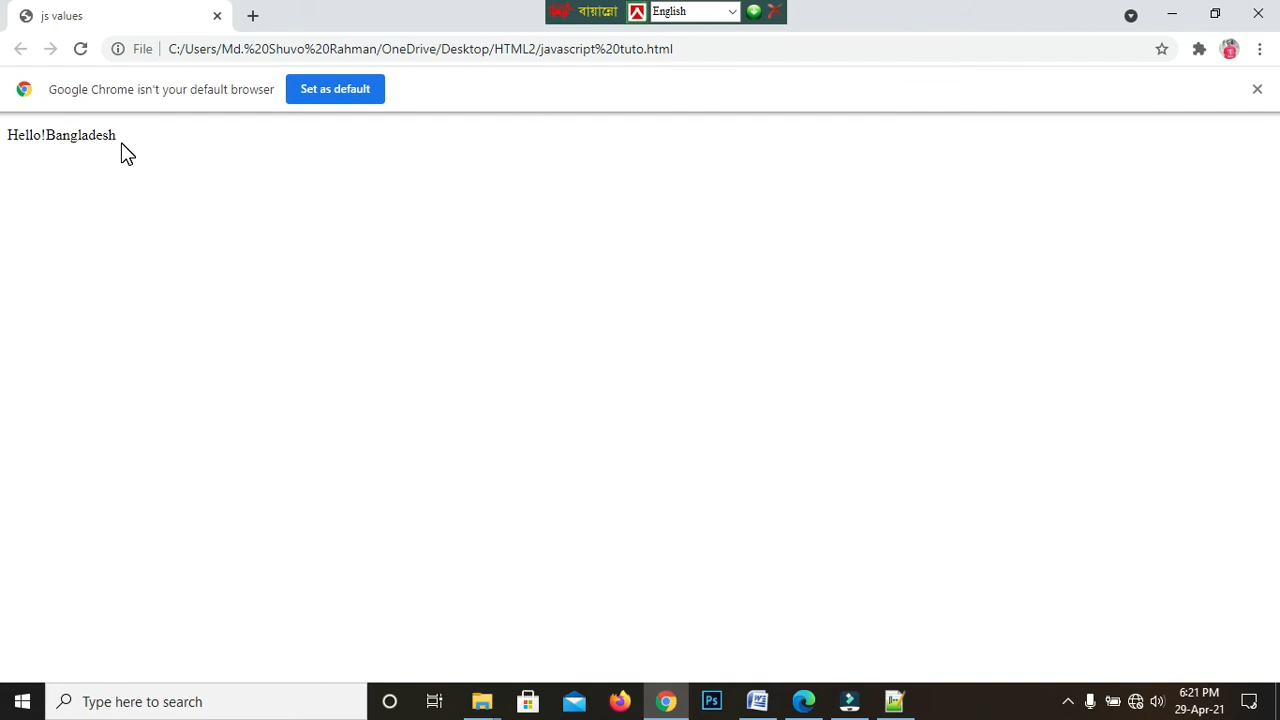 js values
বায়ান্নো
English
File
C:/Users/Md.%20Shuvo%20Rahman/OneDrive/Desktop/HTML2/javascript%20tuto.html
Google Chrome isn't your default browser
Set as default
Hello!Bangladesh
Type here to search
Ps
6:21 PM
29-Apr-21